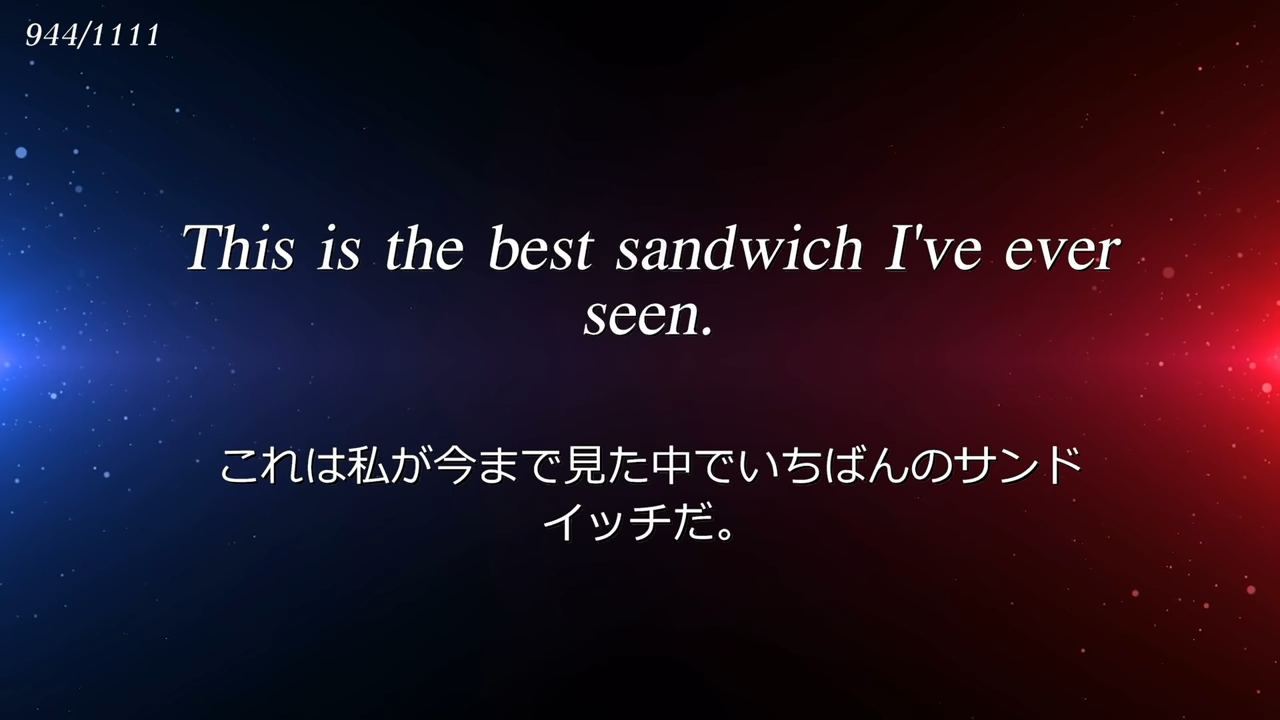 944/1111
This is the best sandwich I've ever
seen.
これは私が今まで見た中でいちばんのサンド
イッチだ。